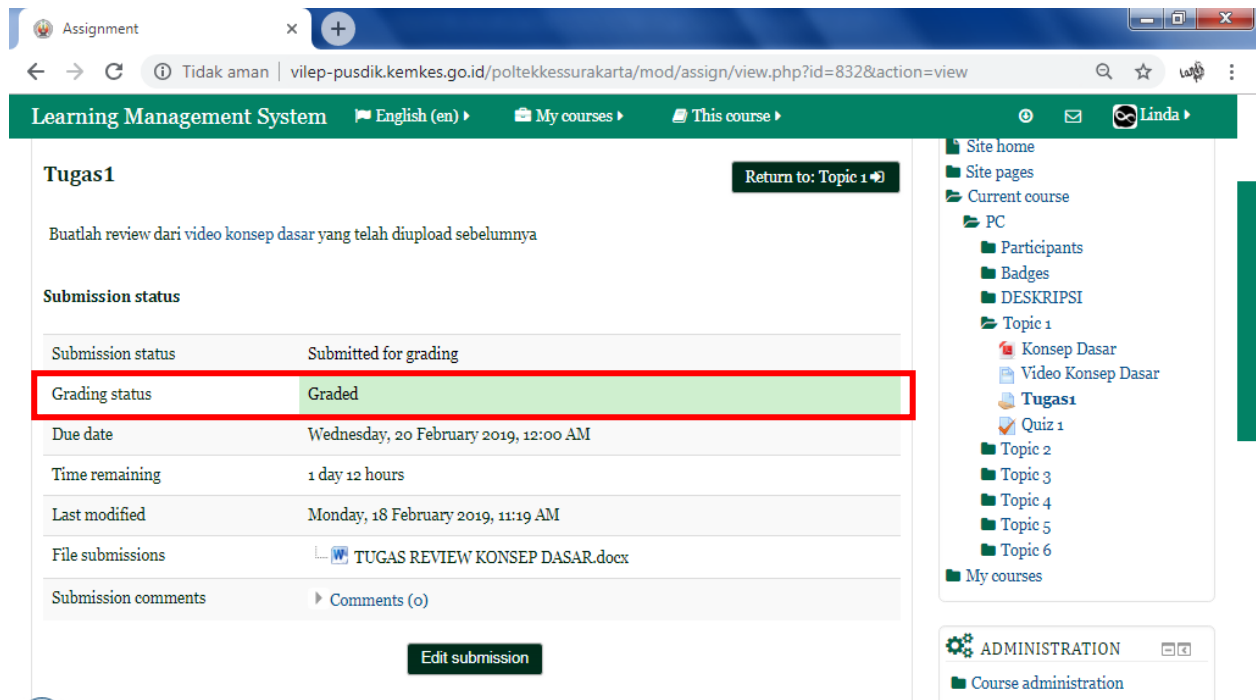 Assignment
Tidak aman | vilep-pusdik.kemkes.go.id/poltekkessurakarta/mod/assign/view.php?id=832&action=view
Learning Management System English (en) My courses This course Linda
Tugas1
Return to: Topic 1
Buatlah review dari video konsep dasar yang telah diupload sebelumnya
Submission status
Submission status Submitted for grading
Grading status Graded
Due date Wednesday, 20 February 2019, 12:00 AM
Time remaining 1 day 12 hours
Last modified Monday, 18 February 2019, 11:19 AM
File submissions TUGAS REVIEW KONSEP DASAR.docx
Submission comments Comments (0)
Edit submission
Site home
Site pages
Current course
PC
Participants
Badges
DESKRIPSI
Topic 1
Konsep Dasar
Video Konsep Dasar
Tugas1
Quiz 1
Topic 2
Topic 3
Topic 4
Topic 5
Topic 6
My courses
ADMINISTRATION
Course administration